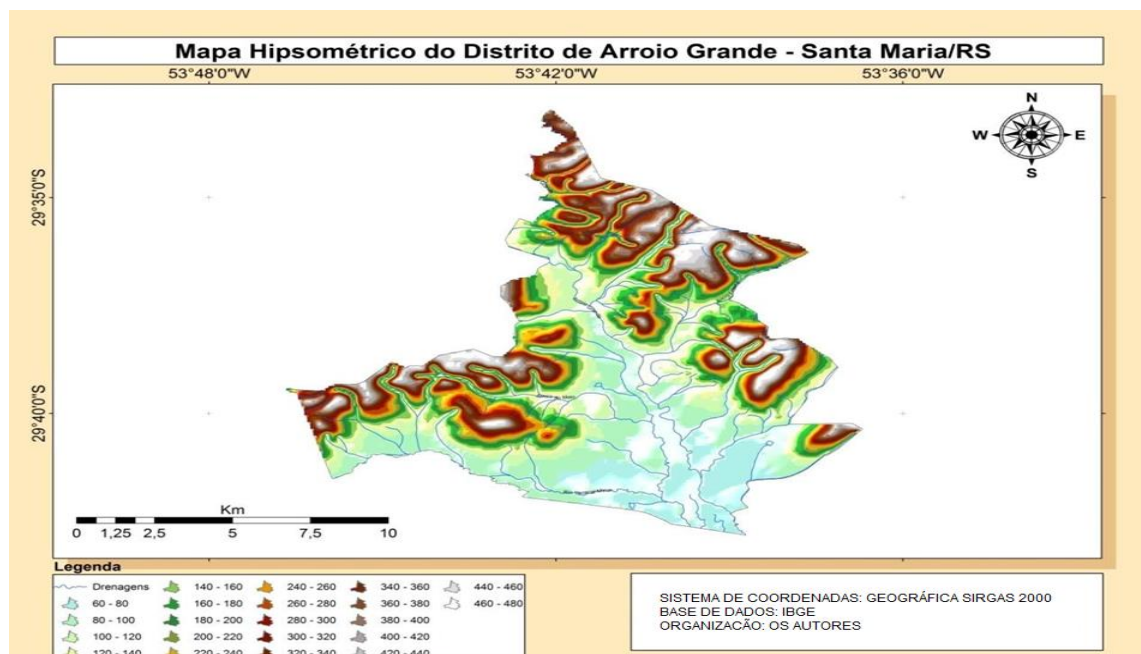 Mapa Hipsométrico do Distrito de Arroio Grande - Santa Maria/RS
53°48'0"W 53°42'0"W 53°36'0"W
N
W E
S
29°35'0"S
29°40'0"S
Km
0 1,25 2,5 5 7,5 10
Legenda
Drenagens 140 - 160 240 - 260 340 - 360 440 - 460
60 - 80 160 - 180 260 - 280 360 - 380 460 - 480
80 - 100 180 - 200 280 - 300 380 - 400
100 - 120 200 - 220 300 - 320 400 - 420
120 - 140 220 - 240 320 - 340 420 - 440
SISTEMA DE COORDENADAS: GEOGRÁFICA SIRGAS 2000
BASE DE DADOS: IBGE
ORGANIZACÃO: OS AUTORES